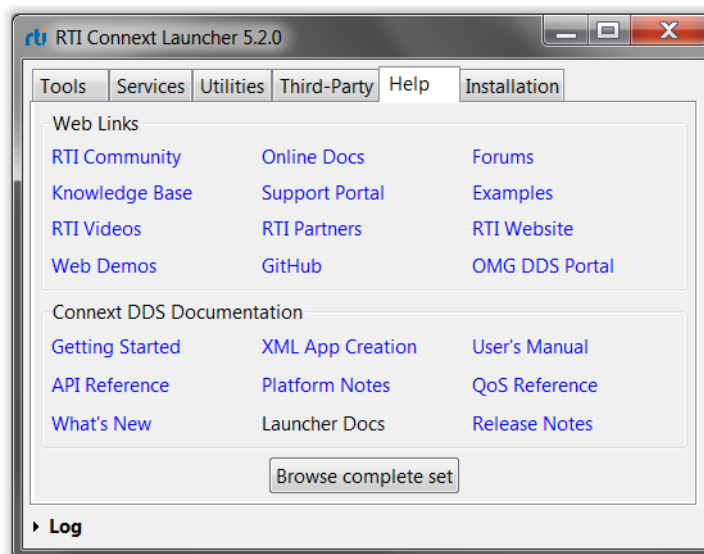 rti RTI Connext Launcher 5.2.0
Tools Services Utilities Third-Party Help Installation
Web Links
RTI Community Online Docs Forums
Knowledge Base Support Portal Examples
RTI Videos RTI Partners RTI Website
Web Demos GitHub OMG DDS Portal
Connext DDS Documentation
Getting Started XML App Creation User's Manual
API Reference Platform Notes QoS Reference
What's New Launcher Docs Release Notes
Browse complete set
Log